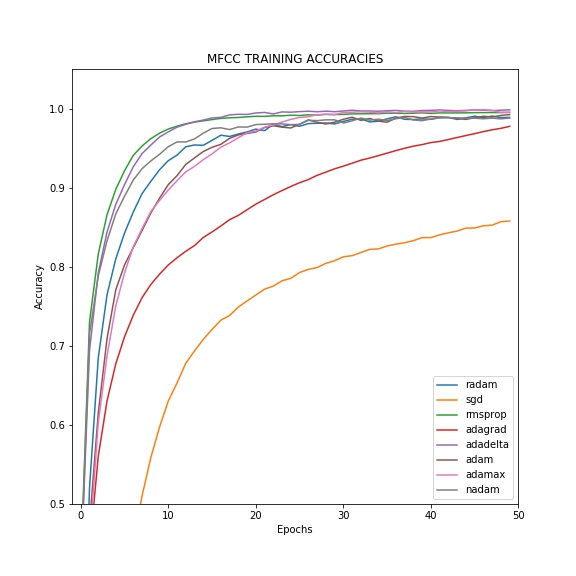 MFCC TRAINING ACCURACIES
1.0
0.9
0.8
0.7
0.6
0.5
Accuracy
0
10
20
30
40
50
Epochs
radam
sgd
rmsprop
adagrad
adadelta
adam
adamax
nadam